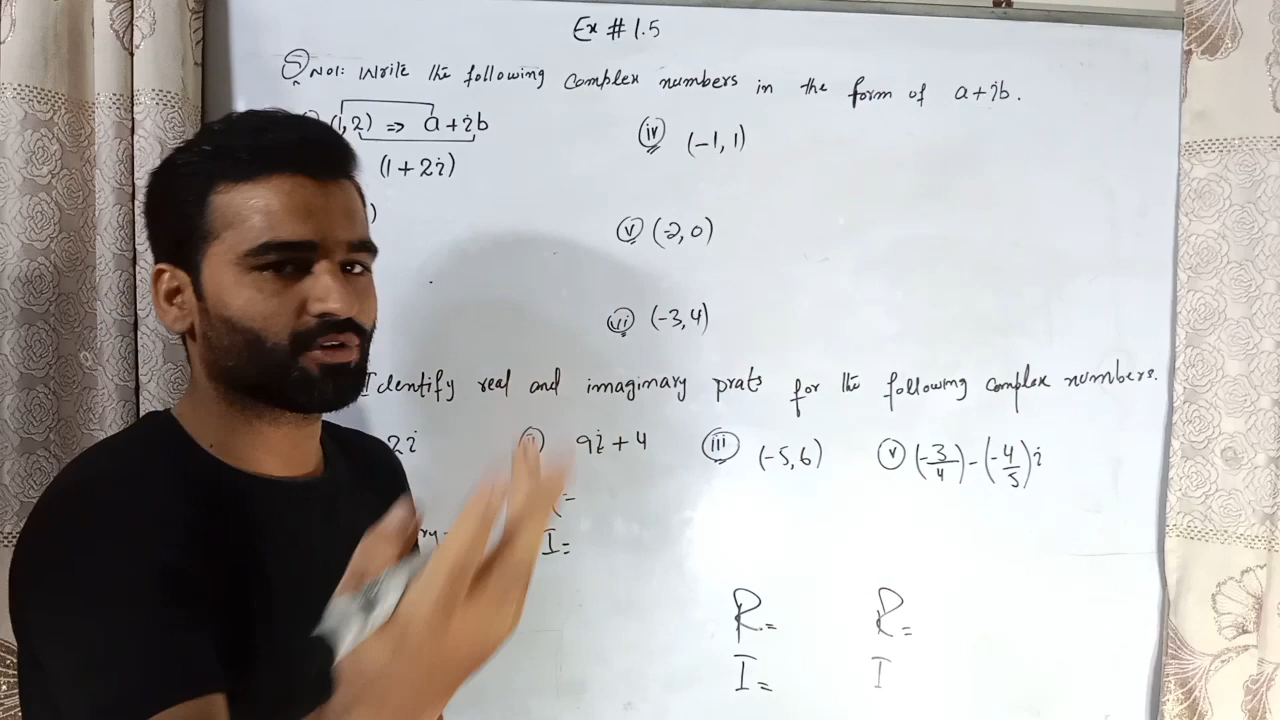 Ex # 1.5
Q No1: Write the following complex numbers in the form of a+ib.
(1,2) => a+ib
(1+2i)
iv (-1,1)
)
v (-2,0)
vi (-3,4)
Identify real and imaginary prats for the following complex numbers.
2i
ii 9i+4
iii (-5,6)
v (-3/4)-(-4/5)i
I=
R=
I=
R=
I